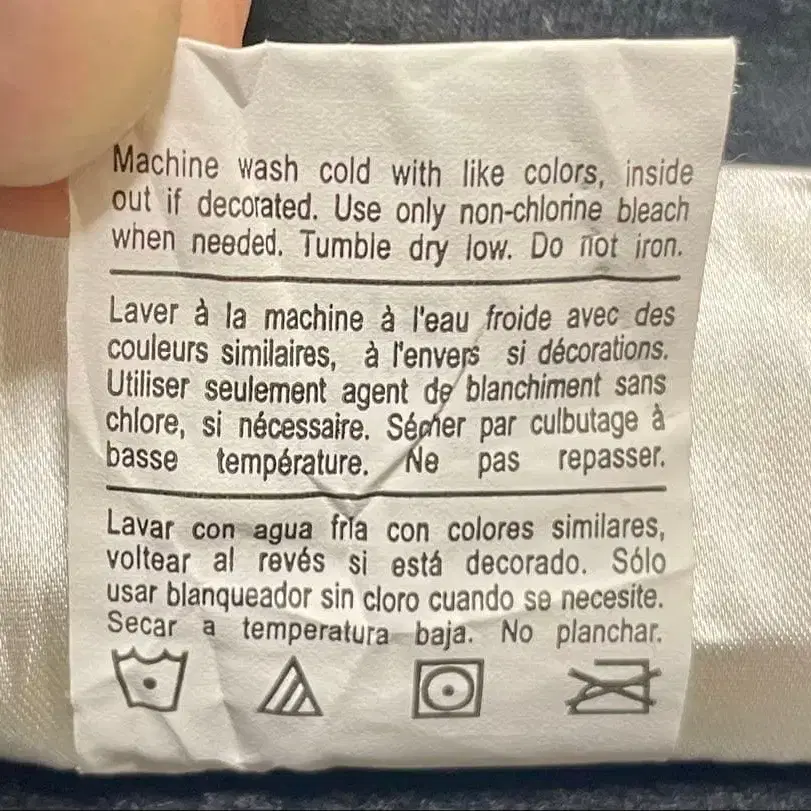 Machine wash cold with like colors, inside
out if decorated. Use only non-chlorine bleach
when needed. Tumble dry low. Do not iron.
Laver à la machine à l'eau froide avec des
couleurs similaires, à l'envers si décorations.
Utiliser seulement agent de blanchiment sans
chlore, si nécessaire. Sécher par culbutage à
basse température. Ne pas repasser.
Lavar con agua fría con colores similares,
voltear al revés si está decorado. Sólo
usar blanqueador sin cloro cuando se necesite.
Secar a temperatura baja. No planchar.